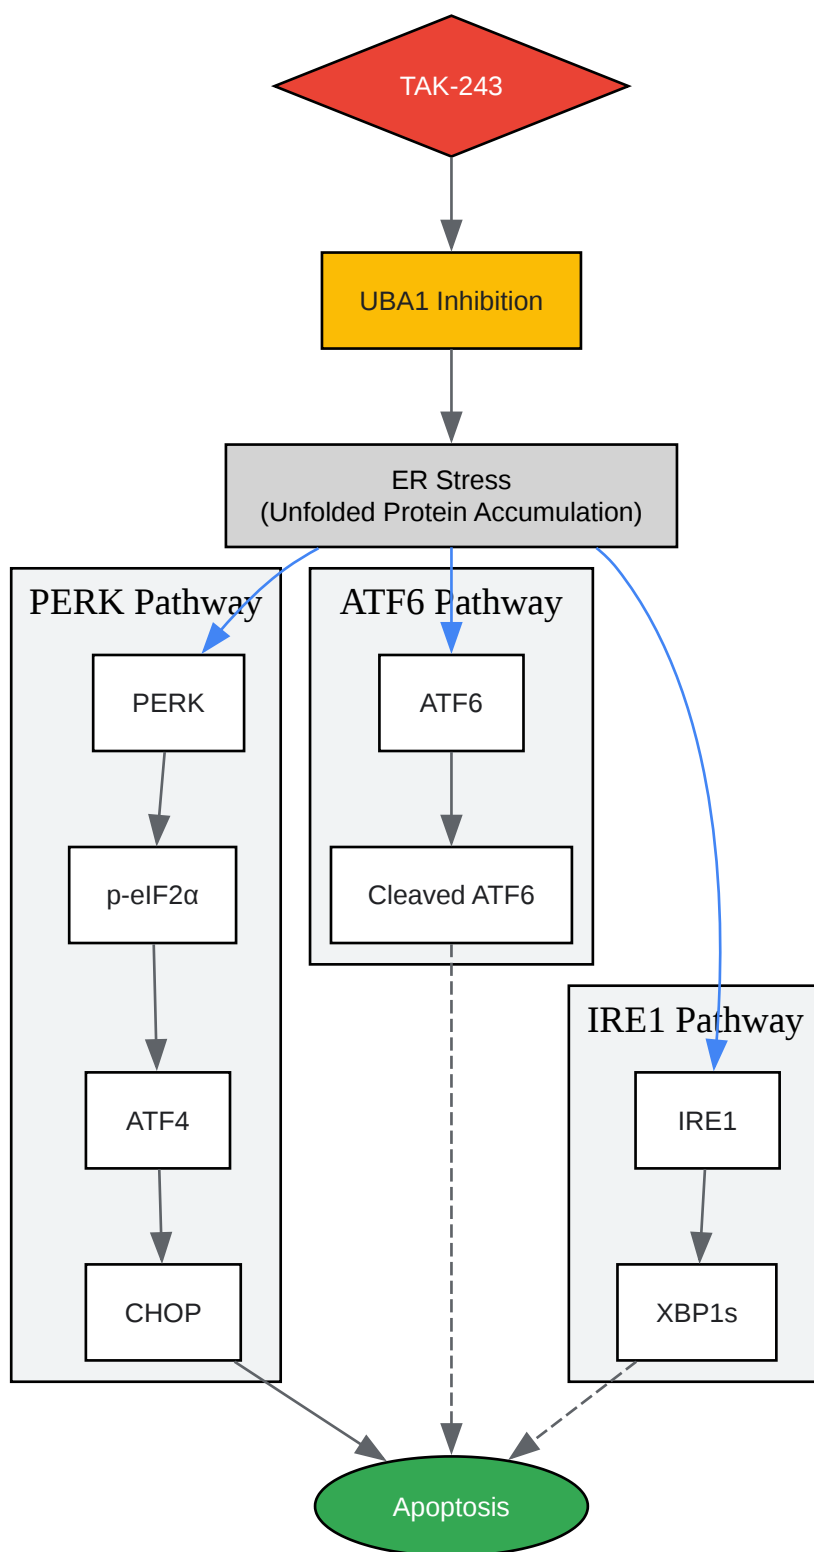 TAK-243
UBA1 Inhibition
ER Stress
(Unfolded Protein Accumulation)
PERK Pathway
PERK
p-eIF2α
ATF4
CHOP
ATF6 Pathway
ATF6
Cleaved ATF6
IRE1 Pathway
IRE1
XBP1s
Apoptosis